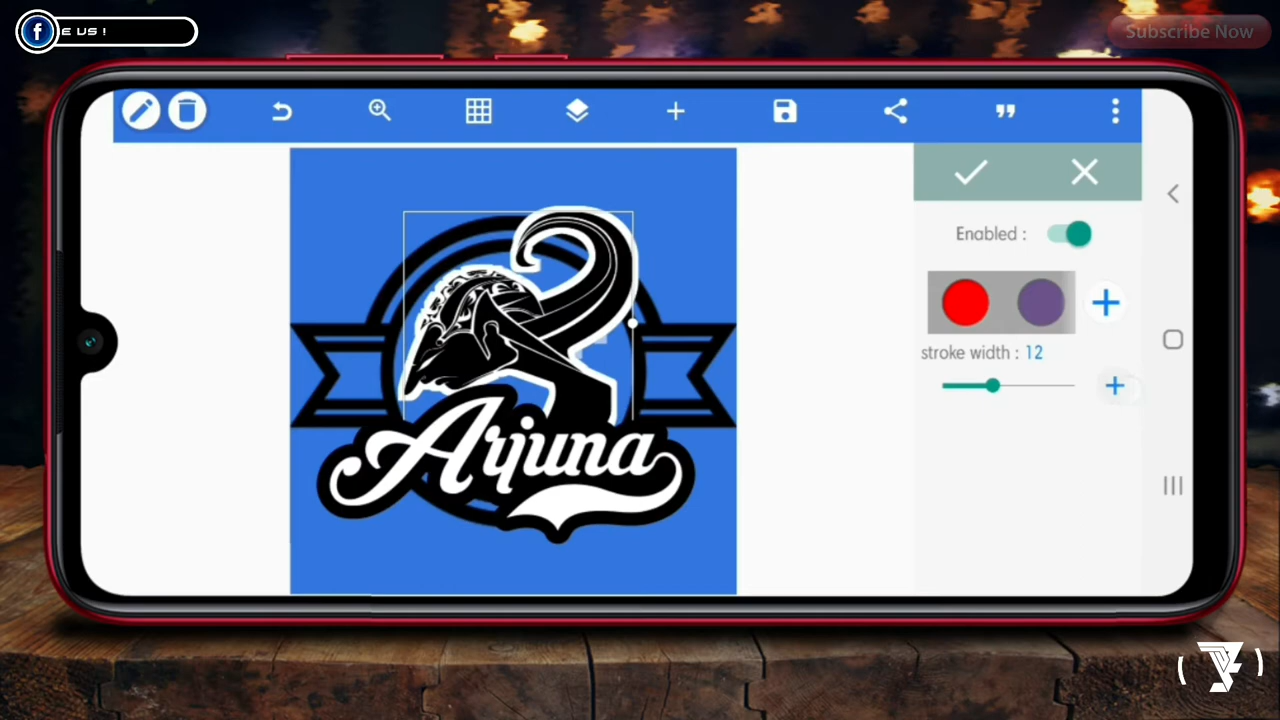 f
E US !
Subscribe Now
Enabled :
stroke width : 12
Arjuna